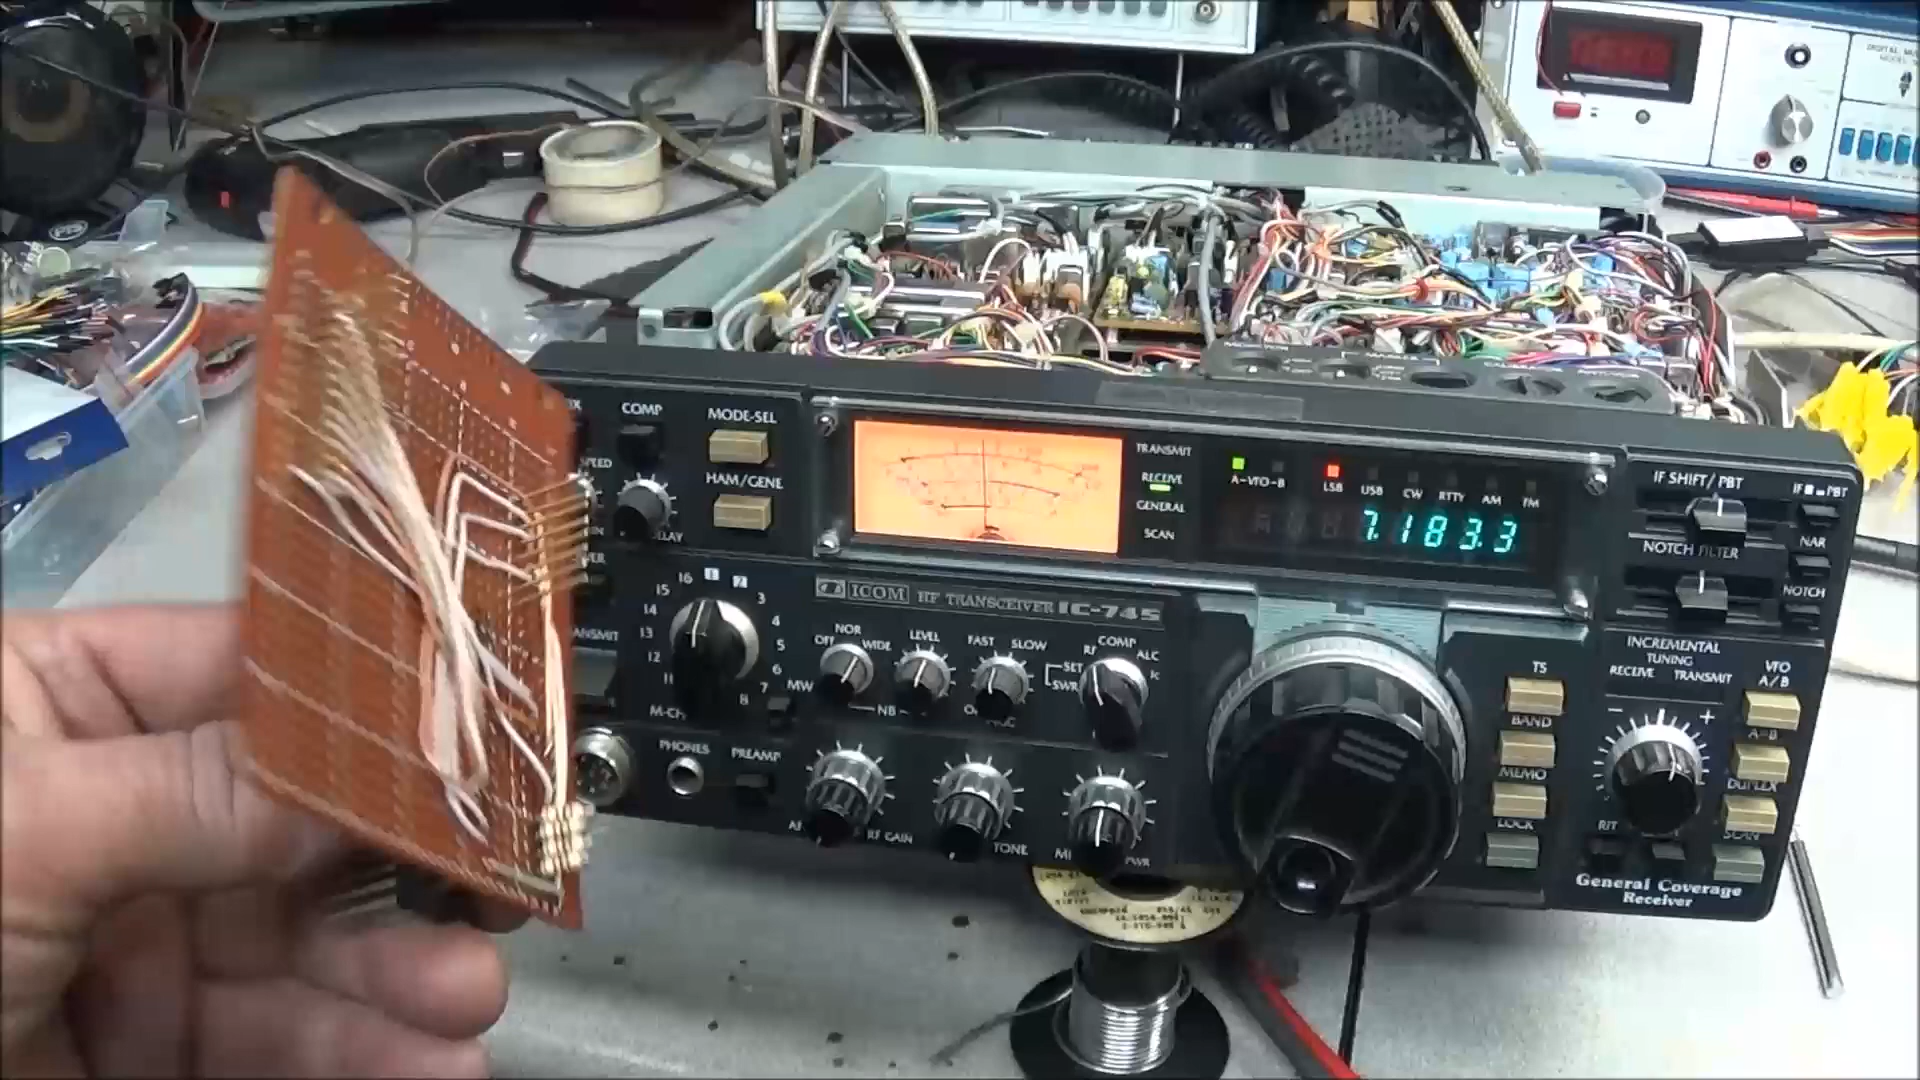 COMP
MODE-SEL
HAM/GENE
TRANSMIT
RECEIVE
GENERAL
SCAN
A-VFO-B
LSB
USB
CW
RTTY
AM
FM
7.183.3
IF SHIFT/PBT
NOTCH FILTER
NAR
NOTCH
ICOM HF TRANSCEIVER IC-745
16
1
2
3
4
5
6
7
8
11
12
13
14
15
M-CH
OFF
NOR
WIDE
LEVEL
NB
FAST
SLOW
COMP
ALC
SET
SWR
PHONES
PREAMP
RF GAIN
TONE
PWR
TS
BAND
MEMO
LOCK
INCREMENTAL
TUNING
RECEIVE TRANSMIT
- +
RIT
VFO
A/B
A=B
DUPLEX
SCAN
General Coverage
Receiver